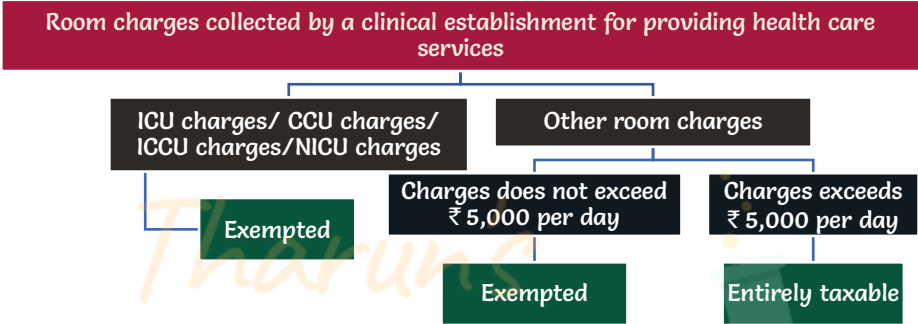 Room charges collected by a clinical establishment for providing health care
services
ICU charges/ CCU charges/
ICCU charges/NICU charges
Other room charges
Exempted
Charges does not exceed
₹ 5,000 per day
Charges exceeds
₹ 5,000 per day
Exempted
Entirely taxable
Tharun's